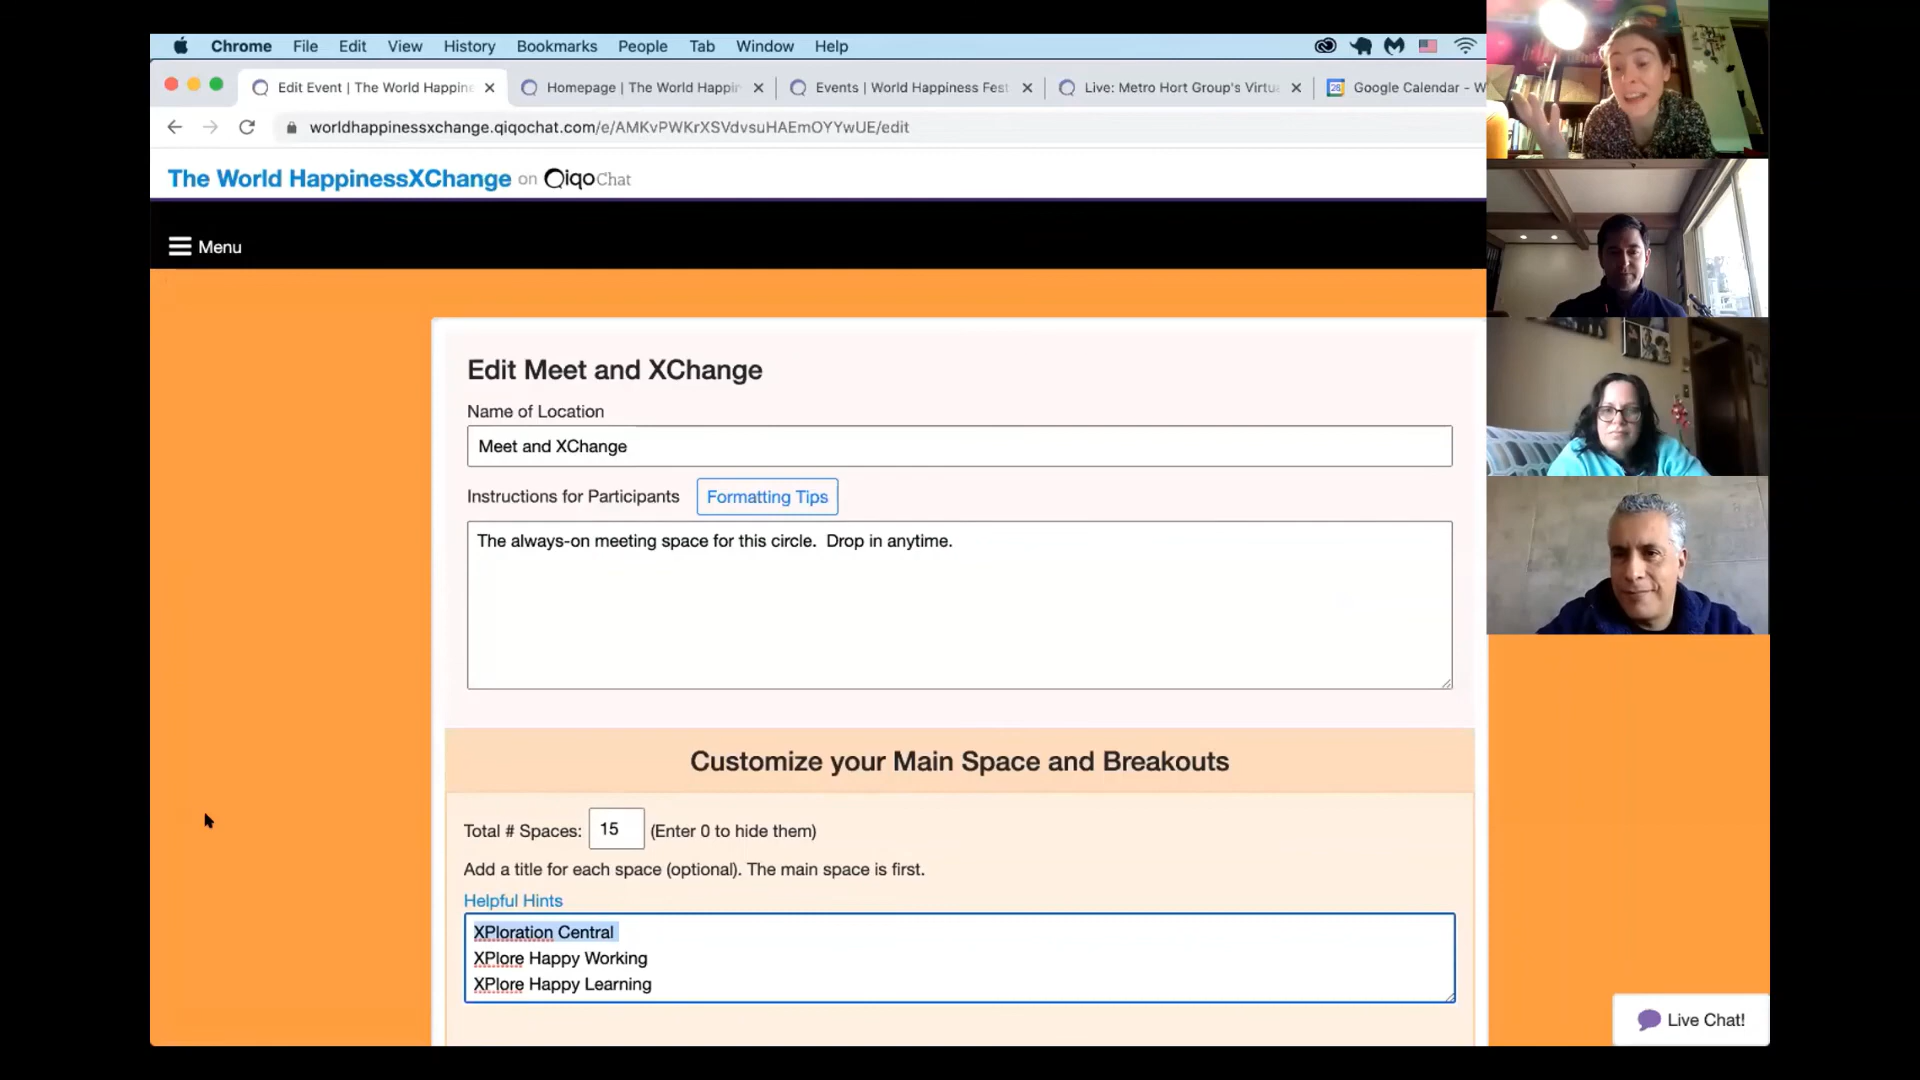 Chrome File Edit View History Bookmarks People Tab Window Help
Edit Event | The World Happine
Homepage | The World Happi
Events | World Happiness Fest
Live: Metro Hort Group's Virtua
28 Google Calendar - W
worldhappinessxchange.qiqochat.com/e/AMKvPWKrXSVdvsuHAEmOYYwUE/edit
The World HappinessXChange on QiqoChat
Menu
Edit Meet and XChange
Name of Location
Meet and XChange
Instructions for Participants Formatting Tips
The always-on meeting space for this circle. Drop in anytime.
Customize your Main Space and Breakouts
Total # Spaces: 15 (Enter 0 to hide them)
Add a title for each space (optional). The main space is first.
Helpful Hints
XPloration Central
XPlore Happy Working
XPlore Happy Learning
Live Chat!